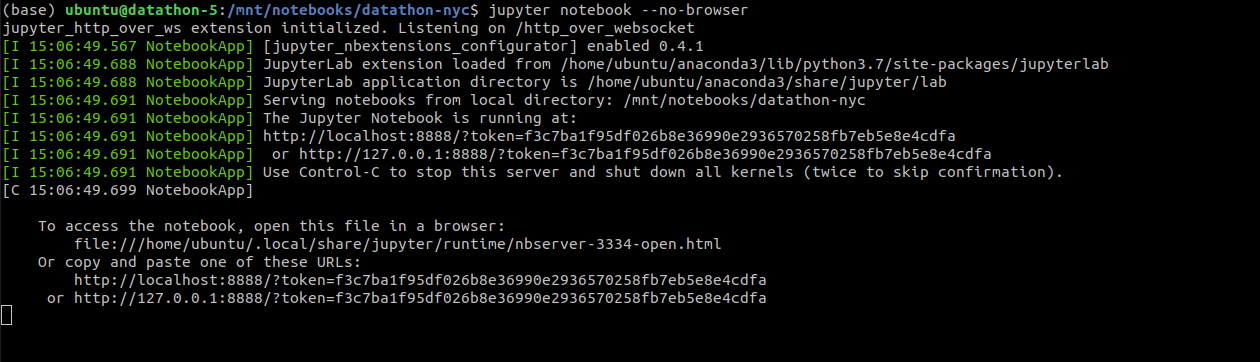 (base) ubuntu@datathon-5:/mnt/notebooks/datathon-nyc$ jupyter notebook --no-browser
jupyter_http_over_ws extension initialized. Listening on /http_over_websocket
[I 15:06:49.567 NotebookApp] [jupyter_nbextensions_configurator] enabled 0.4.1
[I 15:06:49.688 NotebookApp] JupyterLab extension loaded from /home/ubuntu/anaconda3/lib/python3.7/site-packages/jupyterlab
[I 15:06:49.688 NotebookApp] JupyterLab application directory is /home/ubuntu/anaconda3/share/jupyter/lab
[I 15:06:49.691 NotebookApp] Serving notebooks from local directory: /mnt/notebooks/datathon-nyc
[I 15:06:49.691 NotebookApp] The Jupyter Notebook is running at:
[I 15:06:49.691 NotebookApp] http://localhost:8888/?token=f3c7ba1f95df026b8e36990e2936570258fb7eb5e8e4cdfa
[I 15:06:49.691 NotebookApp]  or http://127.0.0.1:8888/?token=f3c7ba1f95df026b8e36990e2936570258fb7eb5e8e4cdfa
[I 15:06:49.691 NotebookApp] Use Control-C to stop this server and shut down all kernels (twice to skip confirmation).
[C 15:06:49.699 NotebookApp]
To access the notebook, open this file in a browser:
file:///home/ubuntu/.local/share/jupyter/runtime/nbserver-3334-open.html
Or copy and paste one of these URLs:
http://localhost:8888/?token=f3c7ba1f95df026b8e36990e2936570258fb7eb5e8e4cdfa
or http://127.0.0.1:8888/?token=f3c7ba1f95df026b8e36990e2936570258fb7eb5e8e4cdfa